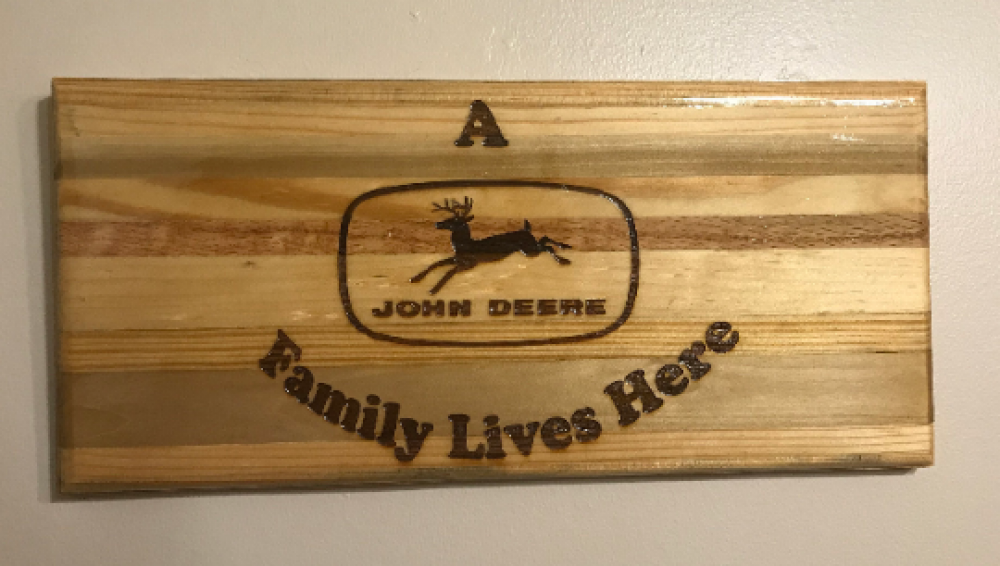 A
JOHN DEERE
Family Lives Here